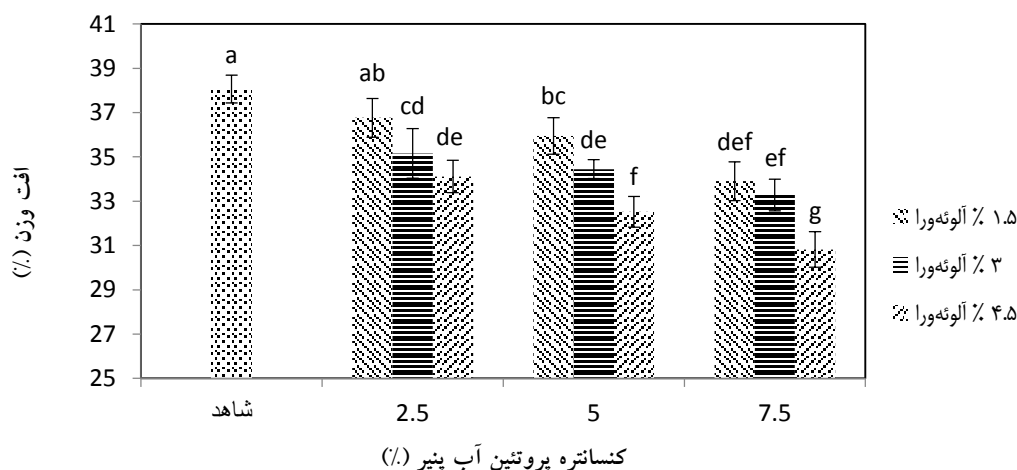 افت وزن (٪)
41
39
37
35
33
31
29
27
25
a
ab
cd
de
bc
de
f
def
ef
g
شاهد
2.5
5
7.5
کنسانتره پروتئین آب پنیر (٪)
۱.۵ ٪ آلوئه‌ورا
۳ ٪ آلوئه‌ورا
۴.۵ ٪ آلوئه‌ورا